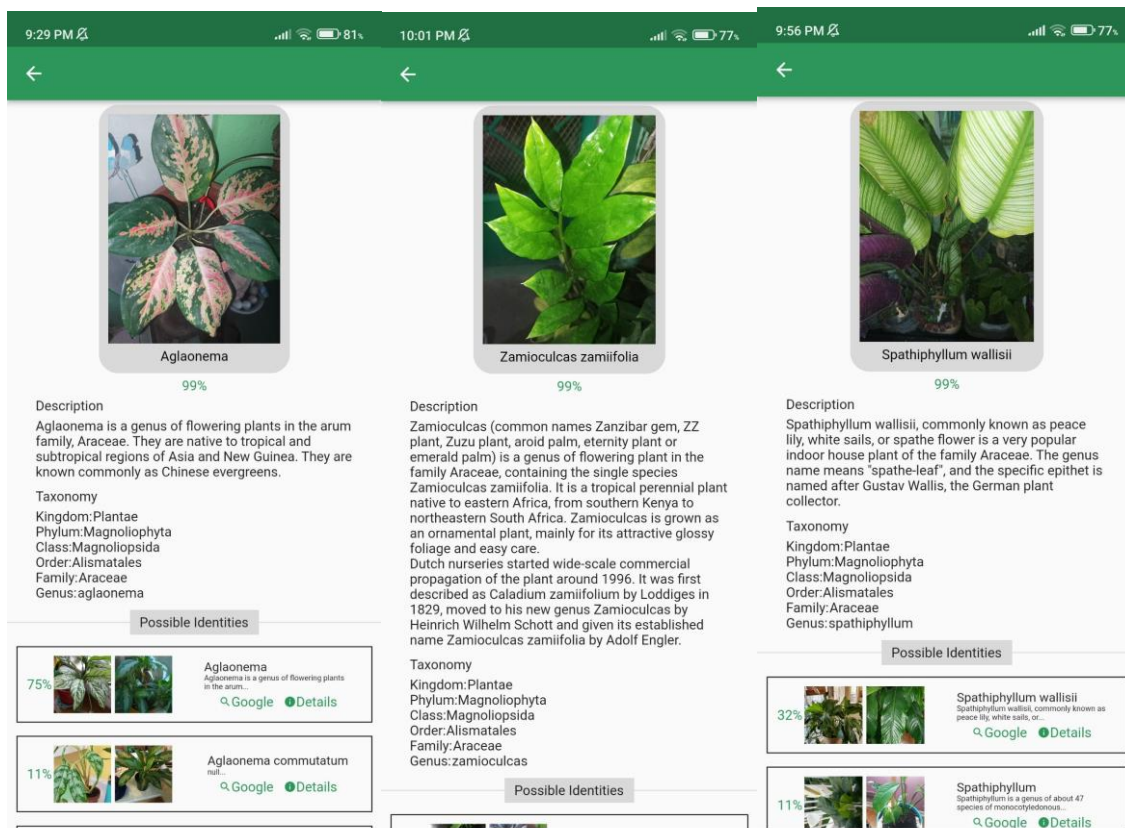 9:29 PM
81%
Aglaonema
99%
Description
Aglaonema is a genus of flowering plants in the arum
family, Araceae. They are native to tropical and
subtropical regions of Asia and New Guinea. They are
known commonly as Chinese evergreens.
Taxonomy
Kingdom:Plantae
Phylum:Magnoliophyta
Class:Magnoliopsida
Order:Alismatales
Family:Araceae
Genus:aglaonema
Possible Identities
75%
Aglaonema
Aglaonema is a genus of flowering plants
in the arum...
Google Details
11%
Aglaonema commutatum
null...
Google Details
10:01 PM
77%
Zamioculcas zamiifolia
99%
Description
Zamioculcas (common names Zanzibar gem, ZZ
plant, Zuzu plant, aroid palm, eternity plant or
emerald palm) is a genus of flowering plant in the
family Araceae, containing the single species
Zamioculcas zamiifolia. It is a tropical perennial plant
native to eastern Africa, from southern Kenya to
northeastern South Africa. Zamioculcas is grown as
an ornamental plant, mainly for its attractive glossy
foliage and easy care.
Dutch nurseries started wide-scale commercial
propagation of the plant around 1996. It was first
described as Caladium zamiifolium by Loddiges in
1829, moved to his new genus Zamioculcas by
Heinrich Wilhelm Schott and given its established
name Zamioculcas zamiifolia by Adolf Engler.
Taxonomy
Kingdom:Plantae
Phylum:Magnoliophyta
Class:Magnoliopsida
Order:Alismatales
Family:Araceae
Genus:zamioculcas
Possible Identities
9:56 PM
77%
Spathiphyllum wallisii
99%
Description
Spathiphyllum wallisii, commonly known as peace
lily, white sails, or spathe flower is a very popular
indoor house plant of the family Araceae. The genus
name means "spathe-leaf", and the specific epithet is
named after Gustav Wallis, the German plant
collector.
Taxonomy
Kingdom:Plantae
Phylum:Magnoliophyta
Class:Magnoliopsida
Order:Alismatales
Family:Araceae
Genus:spathiphyllum
Possible Identities
32%
Spathiphyllum wallisii
Spathiphyllum wallisii, commonly known as
peace lily, white sails, or...
Google Details
11%
Spathiphyllum
Spathiphyllum is a genus of about 47
species of monocotyledonous...
Google Details